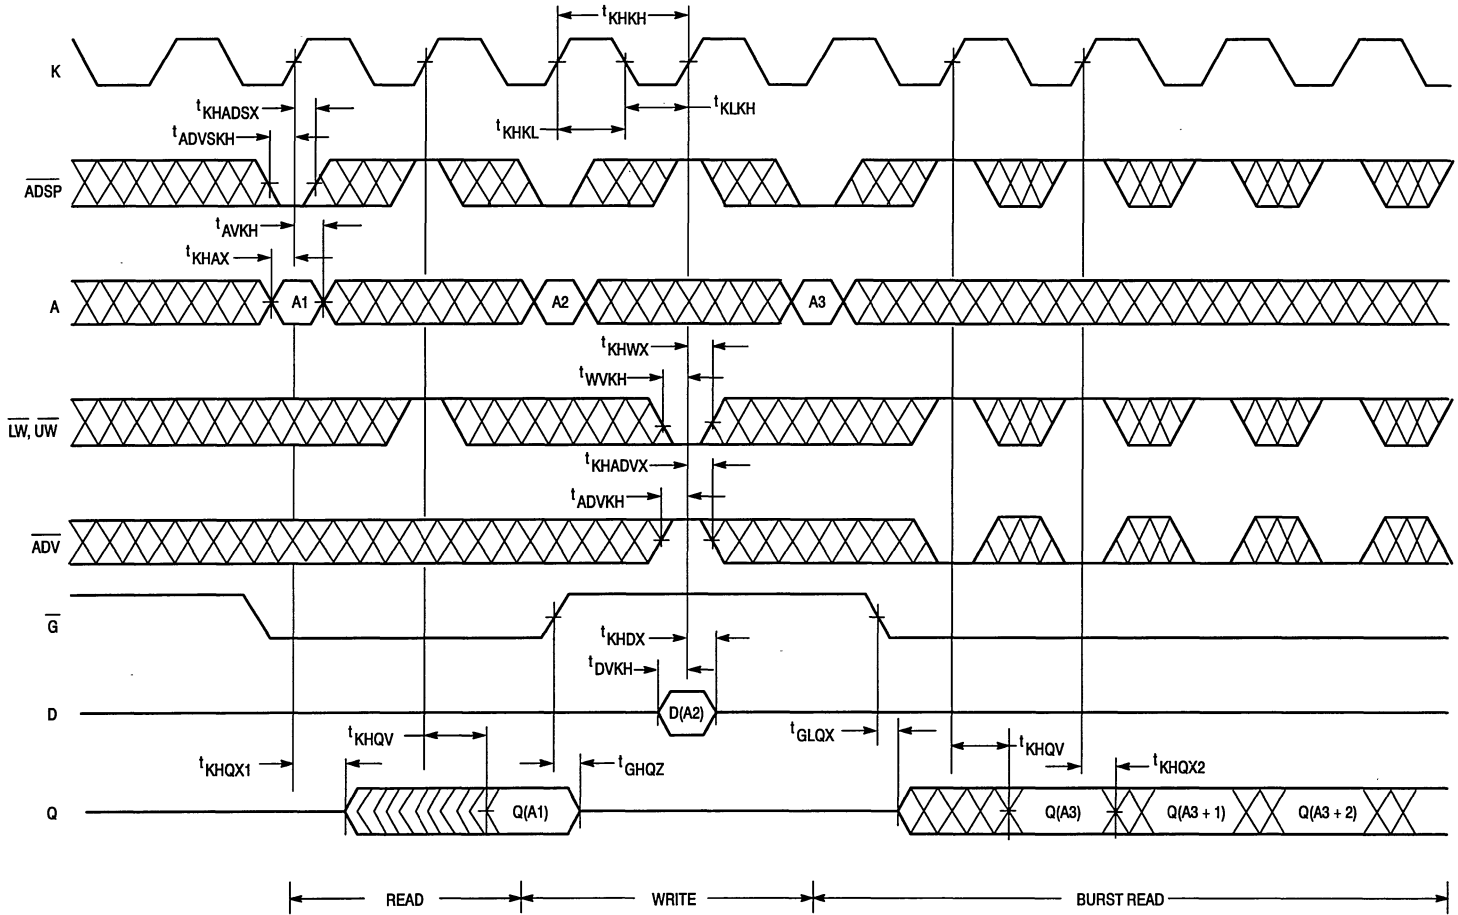 tKHKH
K
tKHADSX
tKLKH
tADVSKH
tKHKL
ADSP
tAVKH
tKHAX
A
A1
A2
A3
tKHWX
tWVKH
LW, UW
tKHADVX
tADVKH
ADV
G
tKHDX
tDVKH
D
D(A2)
tKHQV
tGLQX
tKHQV
tKHQX1
tGHQZ
tKHQX2
Q
Q(A1)
Q(A3)
Q(A3 + 1)
Q(A3 + 2)
READ
WRITE
BURST READ